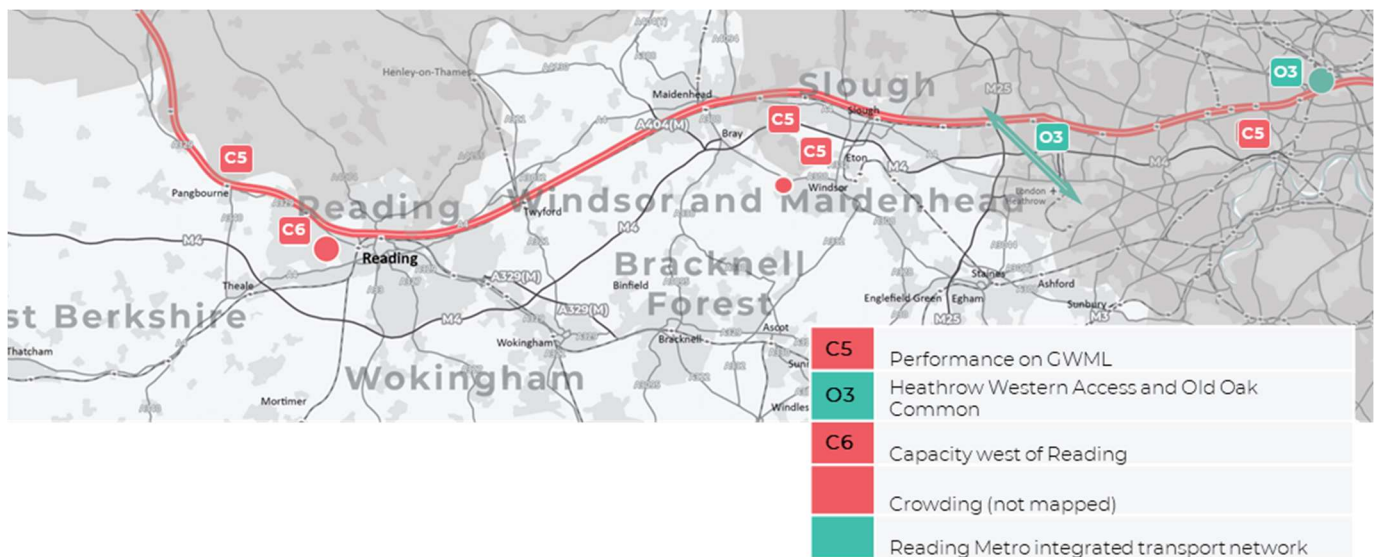 Henley-on-Thames
Maidenhead
Slough
Slough
M25
O3
A404(M)
Bray
C5
C5
O3
C5
M4
C5
Eton
M4
Pangbourne
Windsor
London
Heathrow
Reading
Twyford
Windsor and Maidenhead
C6
M4
M4
Reading
Bracknell
Forest
A329(M)
Binfield
Staines
Ashford
Theale
Englefield Green
Egham
Sunbury
st Berkshire
M4
A329(M)
M25
M3
Thatcham
Wokingham
Bracknell
Ascot
Sun
Wokingham
Mortimer
Windles
C5
Performance on GWML
O3
Heathrow Western Access and Old Oak
Common
C6
Capacity west of Reading
Crowding (not mapped)
Reading Metro integrated transport network